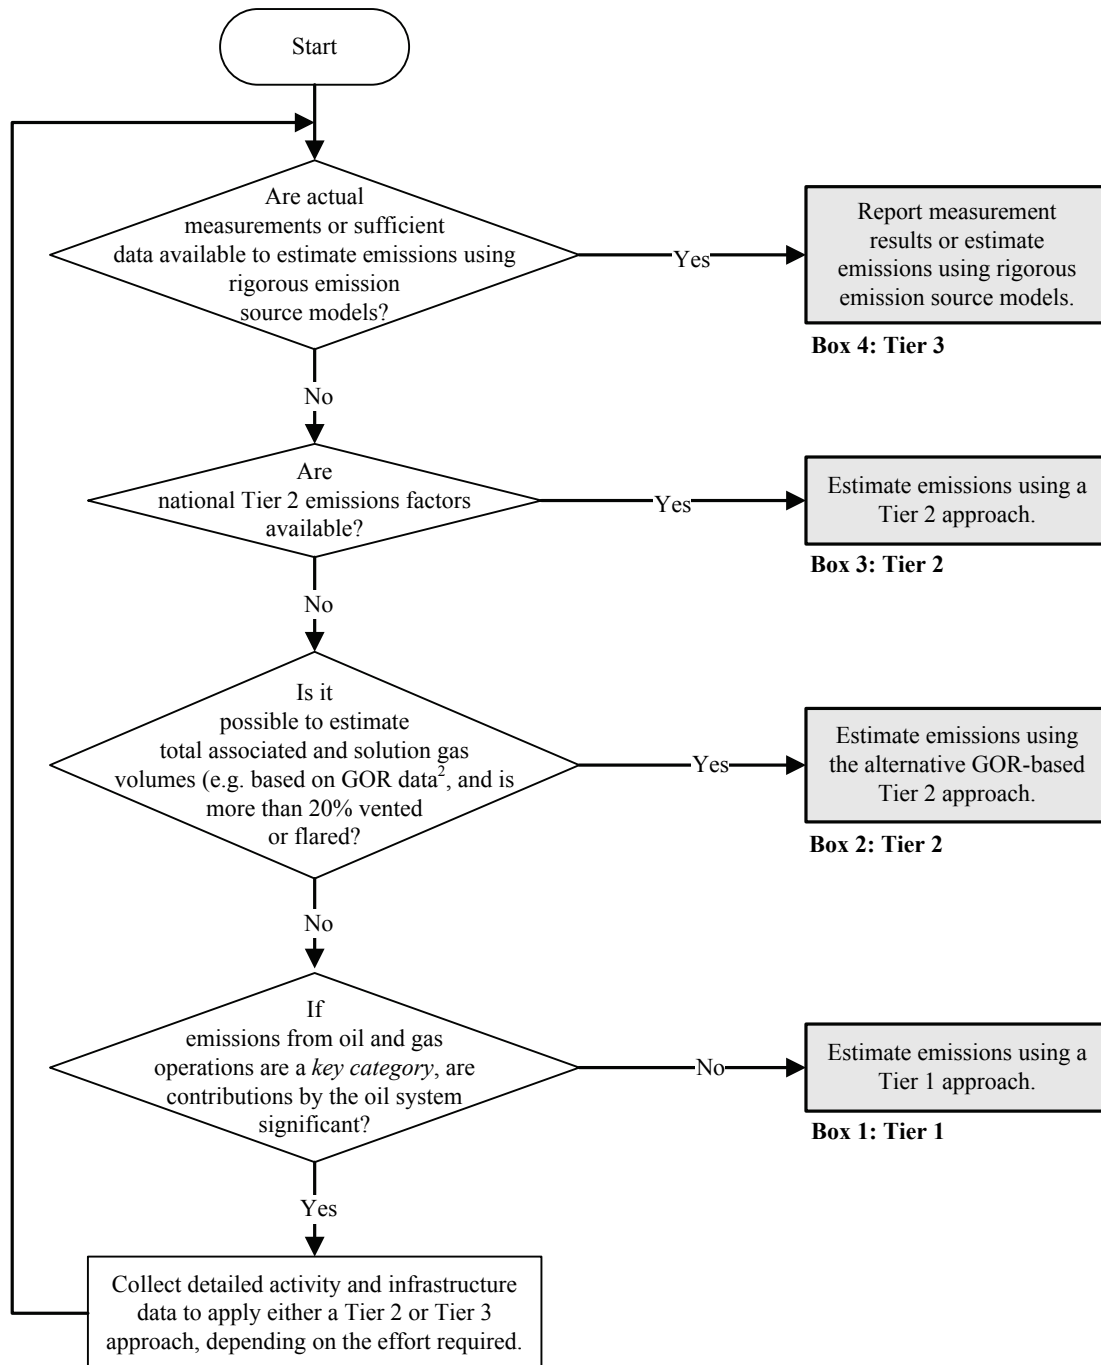 Start
Are actual
measurements or sufficient
data available to estimate emissions using
rigorous emission
source models?
Yes
Report measurement
results or estimate
emissions using rigorous
emission source models.
Box 4: Tier 3
No
Are
national Tier 2 emissions factors
available?
Yes
Estimate emissions using a
Tier 2 approach.
Box 3: Tier 2
No
Is it
possible to estimate
total associated and solution gas
volumes (e.g. based on GOR data², and is
more than 20% vented
or flared?
Yes
Estimate emissions using
the alternative GOR-based
Tier 2 approach.
Box 2: Tier 2
No
If
emissions from oil and gas
operations are a key category, are
contributions by the oil system
significant?
No
Estimate emissions using a
Tier 1 approach.
Box 1: Tier 1
Yes
Collect detailed activity and infrastructure
data to apply either a Tier 2 or Tier 3
approach, depending on the effort required.